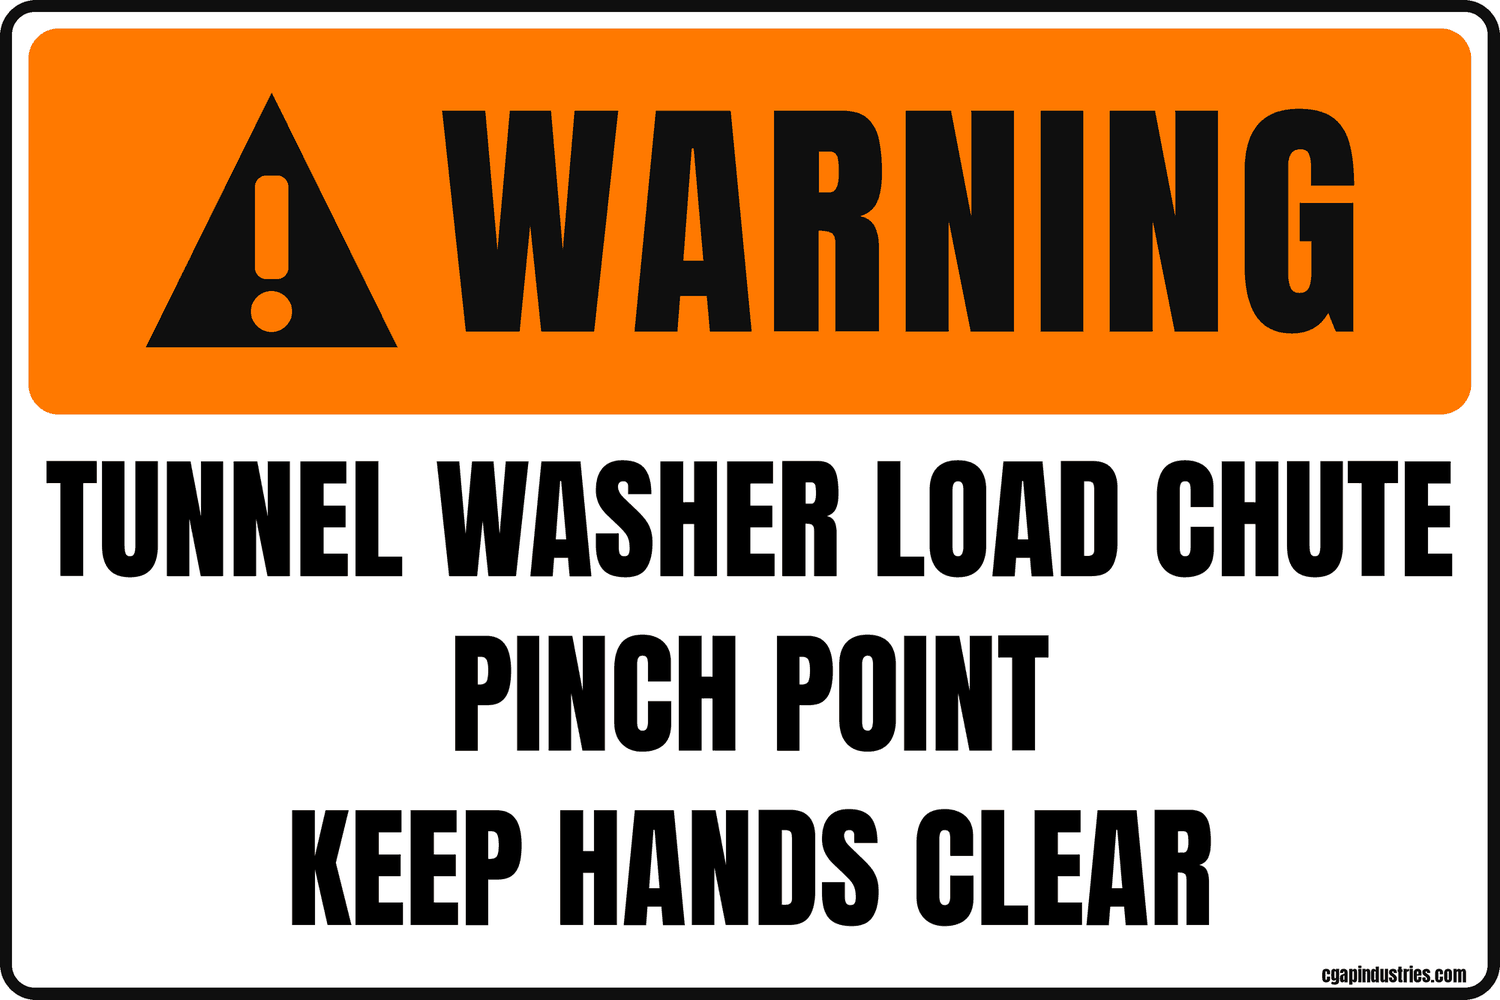 WARNING
TUNNEL WASHER LOAD CHUTE
PINCH POINT
KEEP HANDS CLEAR
cgapindustries.com